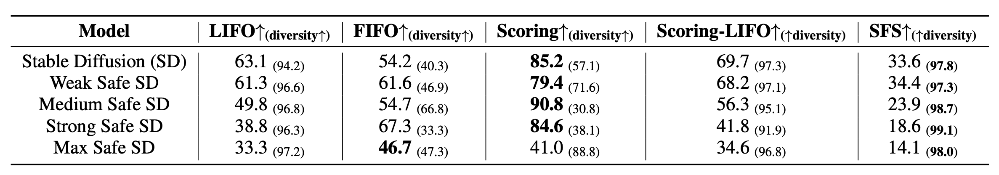 Model LIFO↑(diversity↑) FIFO↑(diversity↑) Scoring↑(diversity↑) Scoring-LIFO↑(↑diversity) SFS↑(↑diversity)
Stable Diffusion (SD) 63.1 (94.2) 54.2 (40.3) 85.2 (57.1) 69.7 (97.3) 33.6 (97.8)
Weak Safe SD 61.3 (96.6) 61.6 (46.9) 79.4 (71.6) 68.2 (97.1) 34.4 (97.3)
Medium Safe SD 49.8 (96.8) 54.7 (66.8) 90.8 (30.8) 56.3 (95.1) 23.9 (98.7)
Strong Safe SD 38.8 (96.3) 67.3 (33.3) 84.6 (38.1) 41.8 (91.9) 18.6 (99.1)
Max Safe SD 33.3 (97.2) 46.7 (47.3) 41.0 (88.8) 34.6 (96.8) 14.1 (98.0)